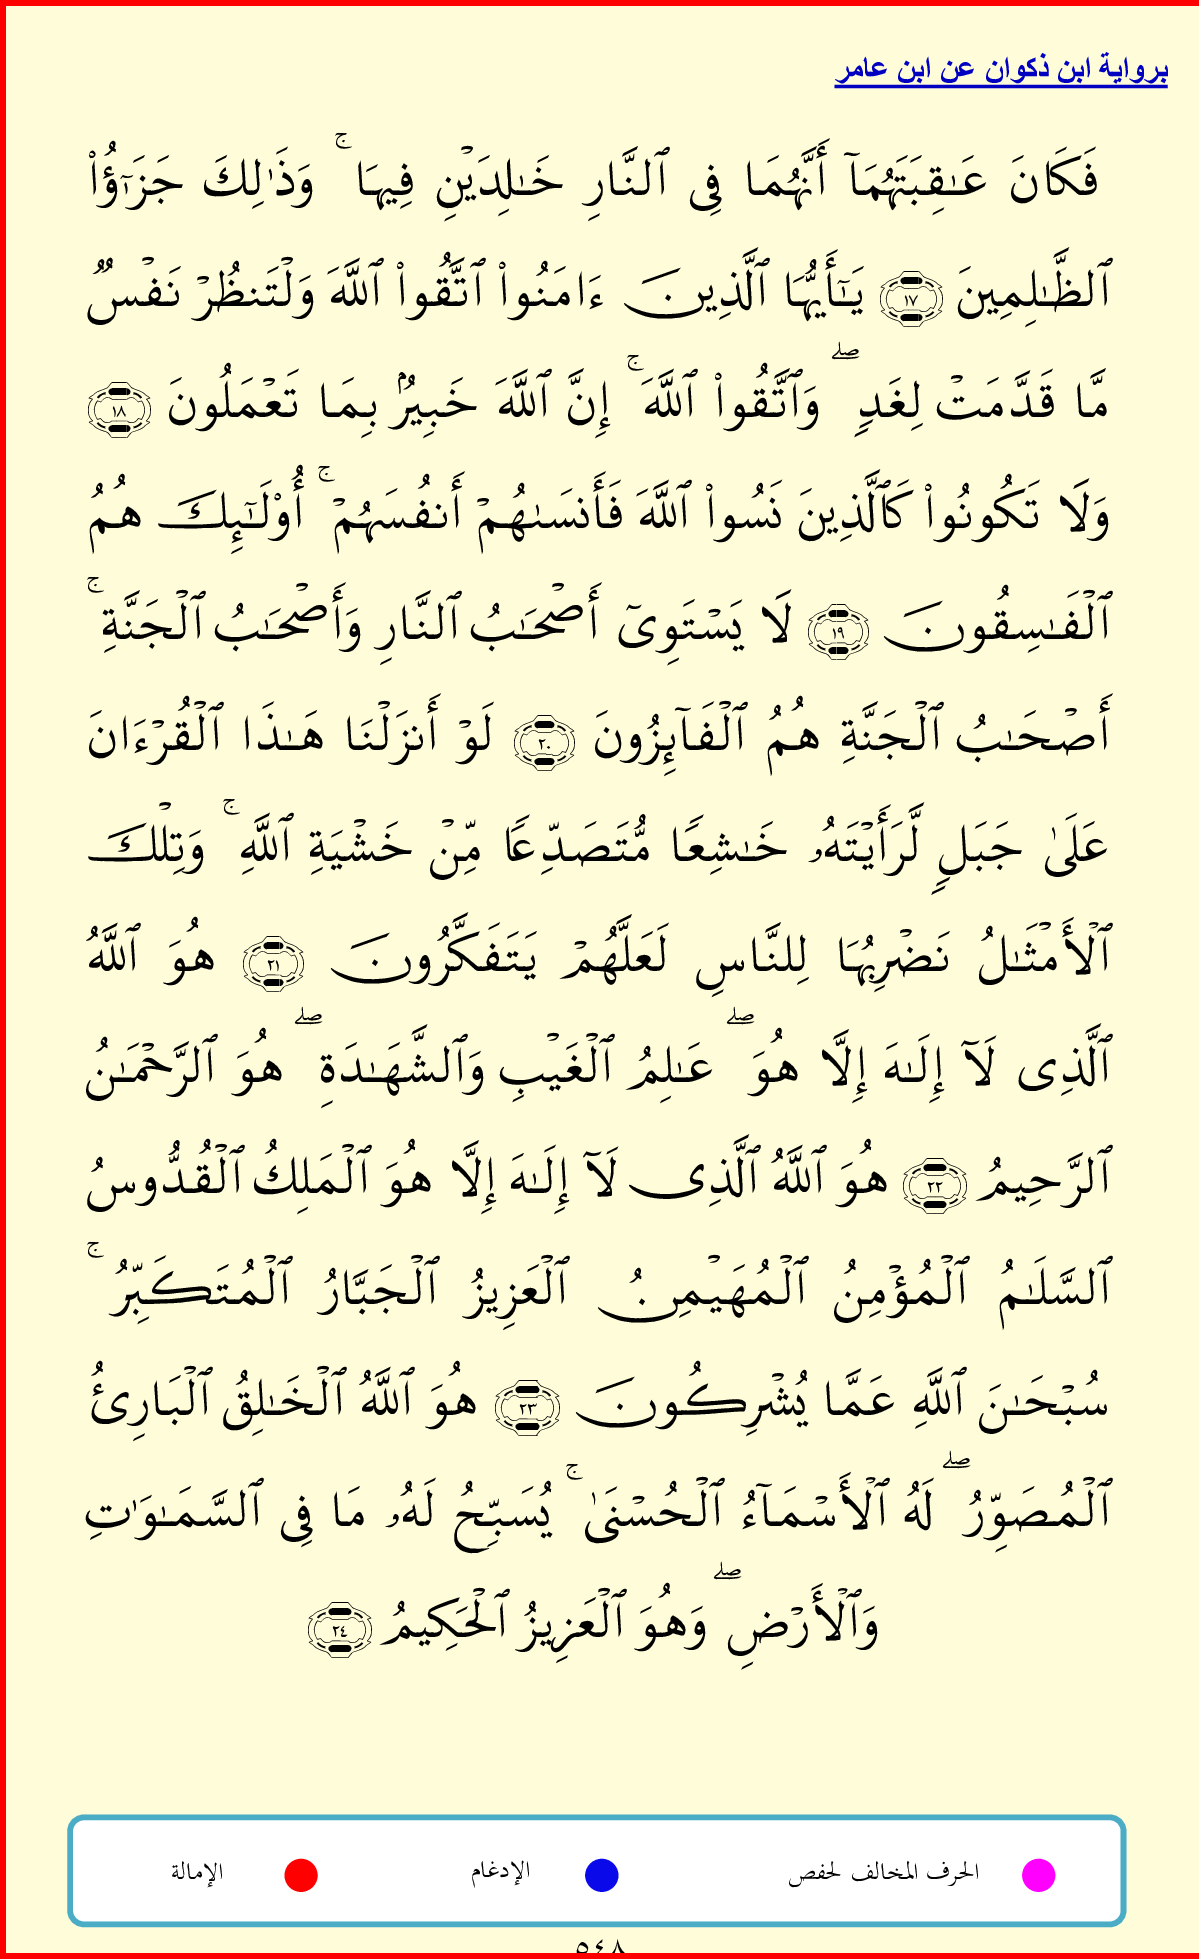 برواية ابن ذكوان عن ابن عامر
فَكَانَ عَٰقِبَتَهُمَآ أَنَّهُمَا فِى ٱلنَّارِ خَٰلِدَيْنِ فِيهَا ۚ وَذَٰلِكَ جَزَٰٓؤُا۟
ٱلظَّٰلِمِينَ ١٧ يَٰٓأَيُّهَا ٱلَّذِينَ ءَامَنُوا۟ ٱتَّقُوا۟ ٱللَّهَ وَلْتَنظُرْ نَفْسٌ
مَّا قَدَّمَتْ لِغَدٍ ۖ وَٱتَّقُوا۟ ٱللَّهَ ۚ إِنَّ ٱللَّهَ خَبِيرٌۢ بِمَا تَعْمَلُونَ ١٨
وَلَا تَكُونُوا۟ كَٱلَّذِينَ نَسُوا۟ ٱللَّهَ فَأَنسَىٰهُمْ أَنفُسَهُمْ ۚ أُو۟لَٰٓئِكَ هُمُ
ٱلْفَٰسِقُونَ ١٩ لَا يَسْتَوِىٓ أَصْحَٰبُ ٱلنَّارِ وَأَصْحَٰبُ ٱلْجَنَّةِ ۚ
أَصْحَٰبُ ٱلْجَنَّةِ هُمُ ٱلْفَآئِزُونَ ٢٠ لَوْ أَنزَلْنَا هَٰذَا ٱلْقُرْءَانَ
عَلَىٰ جَبَلٍ لَّرَأَيْتَهُۥ خَٰشِعًا مُّتَصَدِّعًا مِّنْ خَشْيَةِ ٱللَّهِ ۚ وَتِلْكَ
ٱلْأَمْثَٰلُ نَضْرِبُهَا لِلنَّاسِ لَعَلَّهُمْ يَتَفَكَّرُونَ ٢١ هُوَ ٱللَّهُ
ٱلَّذِى لَآ إِلَٰهَ إِلَّا هُوَ ۖ عَٰلِمُ ٱلْغَيْبِ وَٱلشَّهَٰدَةِ ۖ هُوَ ٱلرَّحْمَٰنُ
ٱلرَّحِيمُ ٢٢ هُوَ ٱللَّهُ ٱلَّذِى لَآ إِلَٰهَ إِلَّا هُوَ ٱلْمَلِكُ ٱلْقُدُّوسُ
ٱلسَّلَٰمُ ٱلْمُؤْمِنُ ٱلْمُهَيْمِنُ ٱلْعَزِيزُ ٱلْجَبَّارُ ٱلْمُتَكَبِّرُ ۚ
سُبْحَٰنَ ٱللَّهِ عَمَّا يُشْرِكُونَ ٢٣ هُوَ ٱللَّهُ ٱلْخَٰلِقُ ٱلْبَارِئُ
ٱلْمُصَوِّرُ ۖ لَهُ ٱلْأَسْمَآءُ ٱلْحُسْنَىٰ ۚ يُسَبِّحُ لَهُۥ مَا فِى ٱلسَّمَٰوَٰتِ
وَٱلْأَرْضِ ۖ وَهُوَ ٱلْعَزِيزُ ٱلْحَكِيمُ ٢٤
الحرف المخالف لحفص الإدغام الإمالة
٥٤٨